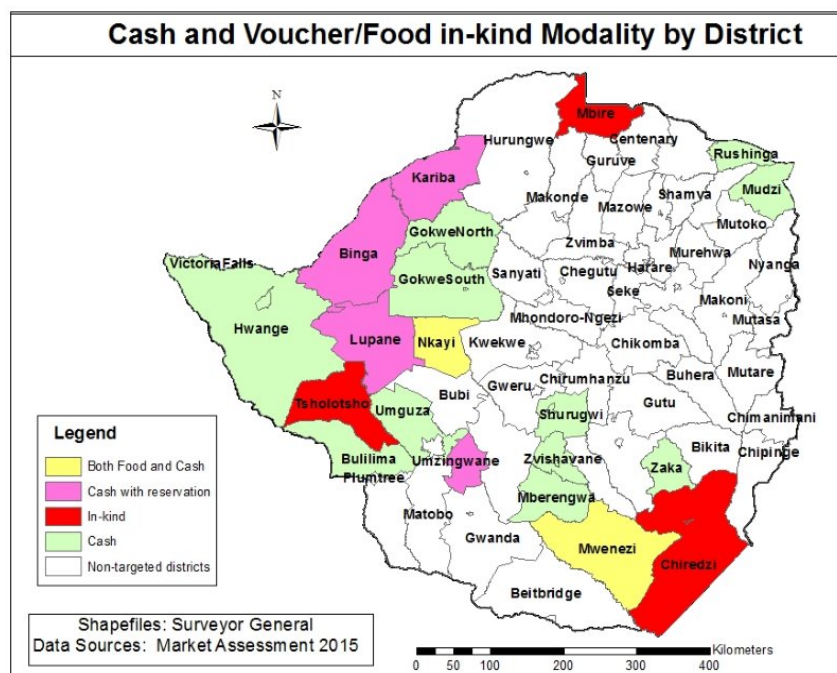 Cash and Voucher/Food in-kind Modality by District
N
Mbire
Hurungwe
Centenary
Guruve
Rushinga
Kariba
Mudzi
Makonde
Shamva
Mazowe
Mutoko
GokweNorth
Zvimba
Binga
Murehwa
VictoriaFalls
Sanyati
Chegutu
Harare
Nyanga
GokweSouth
Seke
Makoni
Hwange
Mhondoro-Ngezi
Mutasa
Lupane
Nkayi
Kwekwe
Chikomba
Mutare
Buhera
Chirumhanzu
Gweru
Bubi
Tsholotsho
Umguza
Shurugwi
Gutu
Chimanimani
Bikita
Chipinge
Bulilima
Umzingwane
Zvishavane
Zaka
Plumtree
Mberengwa
Matobo
Gwanda
Mwenezi
Chiredzi
Beitbridge
Legend
Both Food and Cash
Cash with reservation
In-kind
Cash
Non-targeted districts
Shapefiles: Surveyor General
Data Sources: Market Assessment 2015
Kilometers
0 50 100 200 300 400